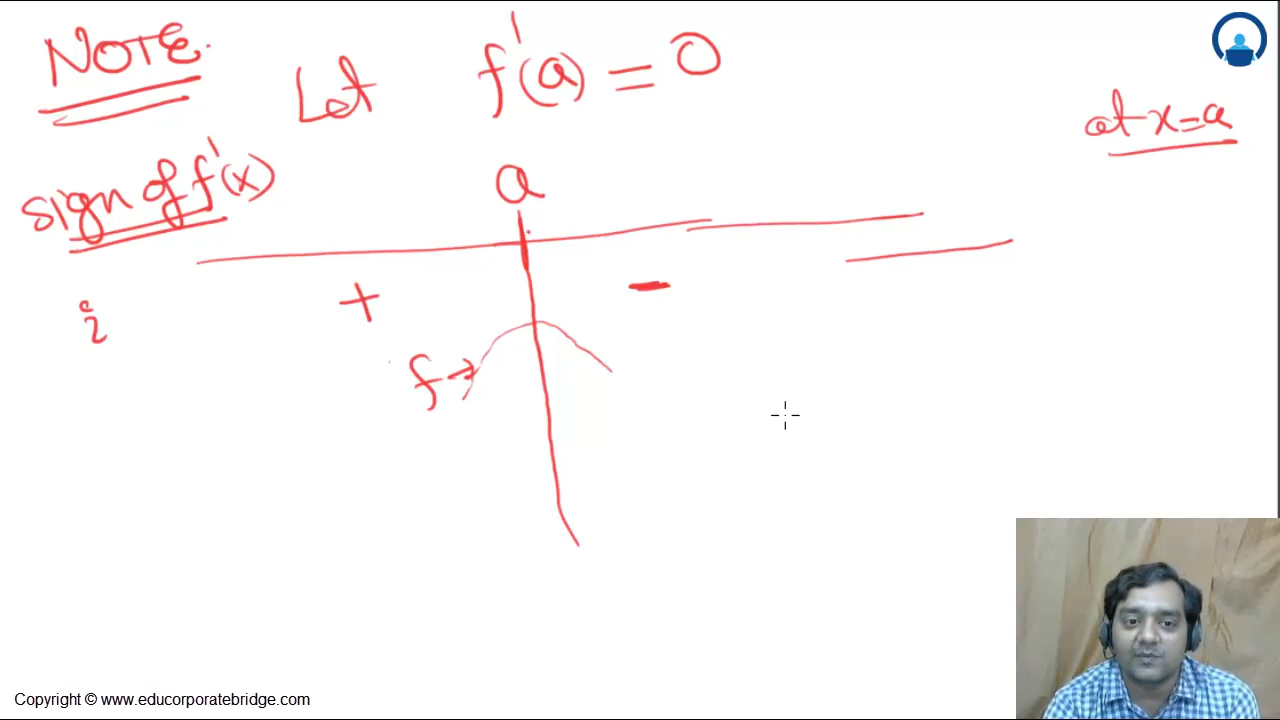 NOTE.
Let f'(a) = 0
at x=a
sign of f'(x)
a
i + -
f→
Copyright © www.educorporatebridge.com